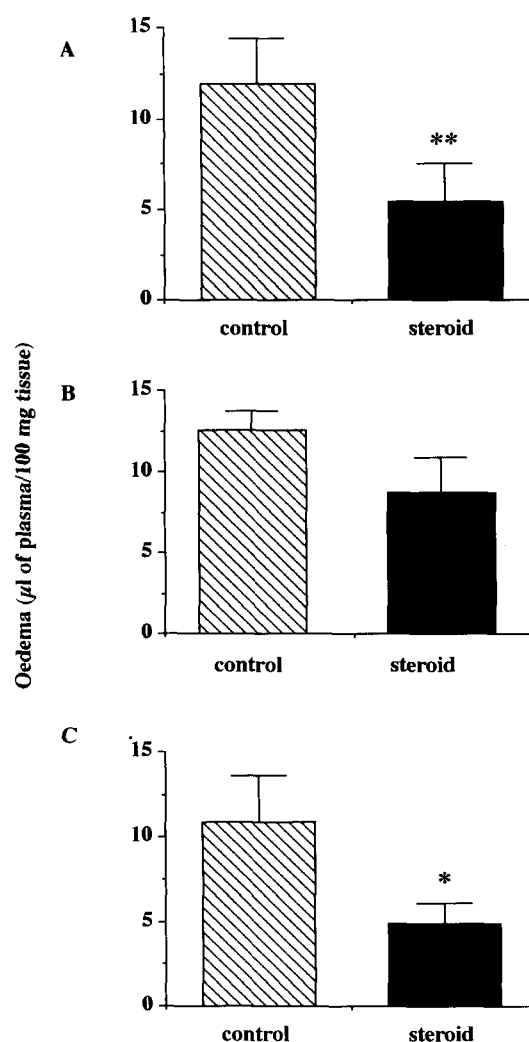 A
15
10
5
0
**
control
steroid
B
15
10
5
0
control
steroid
Oedema (µl of plasma/100 mg tissue)
C
15
10
5
0
*
control
steroid